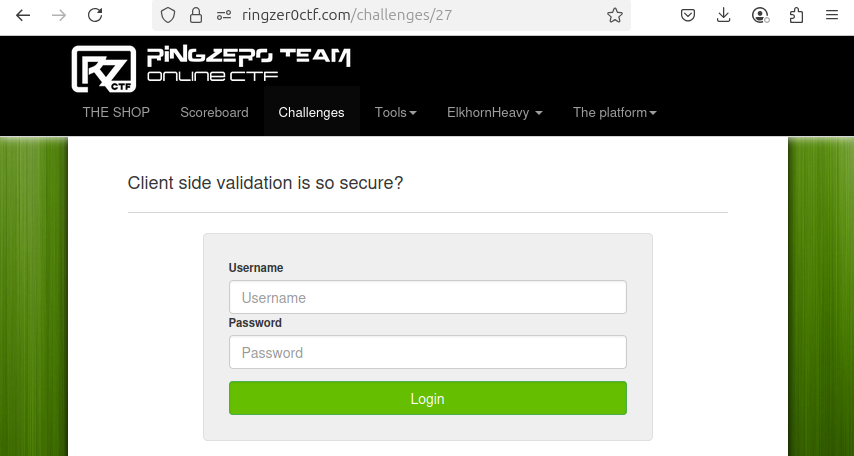 ringzer0ctf.com/challenges/27
RZ CTF
RiNGZERO TEAM
ONLINE CTF
THE SHOP Scoreboard Challenges Tools ElkhornHeavy The platform
Client side validation is so secure?
Username
Username
Password
Password
Login